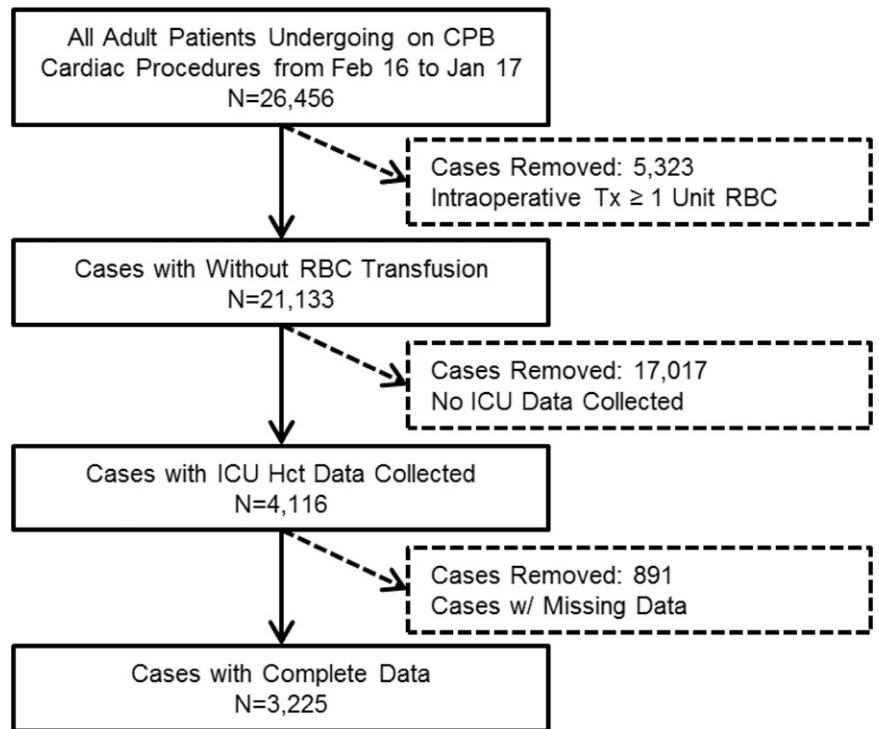 All Adult Patients Undergoing on CPB
Cardiac Procedures from Feb 16 to Jan 17
N=26,456
Cases Removed: 5,323
Intraoperative Tx ≥ 1 Unit RBC
Cases with Without RBC Transfusion
N=21,133
Cases Removed: 17,017
No ICU Data Collected
Cases with ICU Hct Data Collected
N=4,116
Cases Removed: 891
Cases w/ Missing Data
Cases with Complete Data
N=3,225